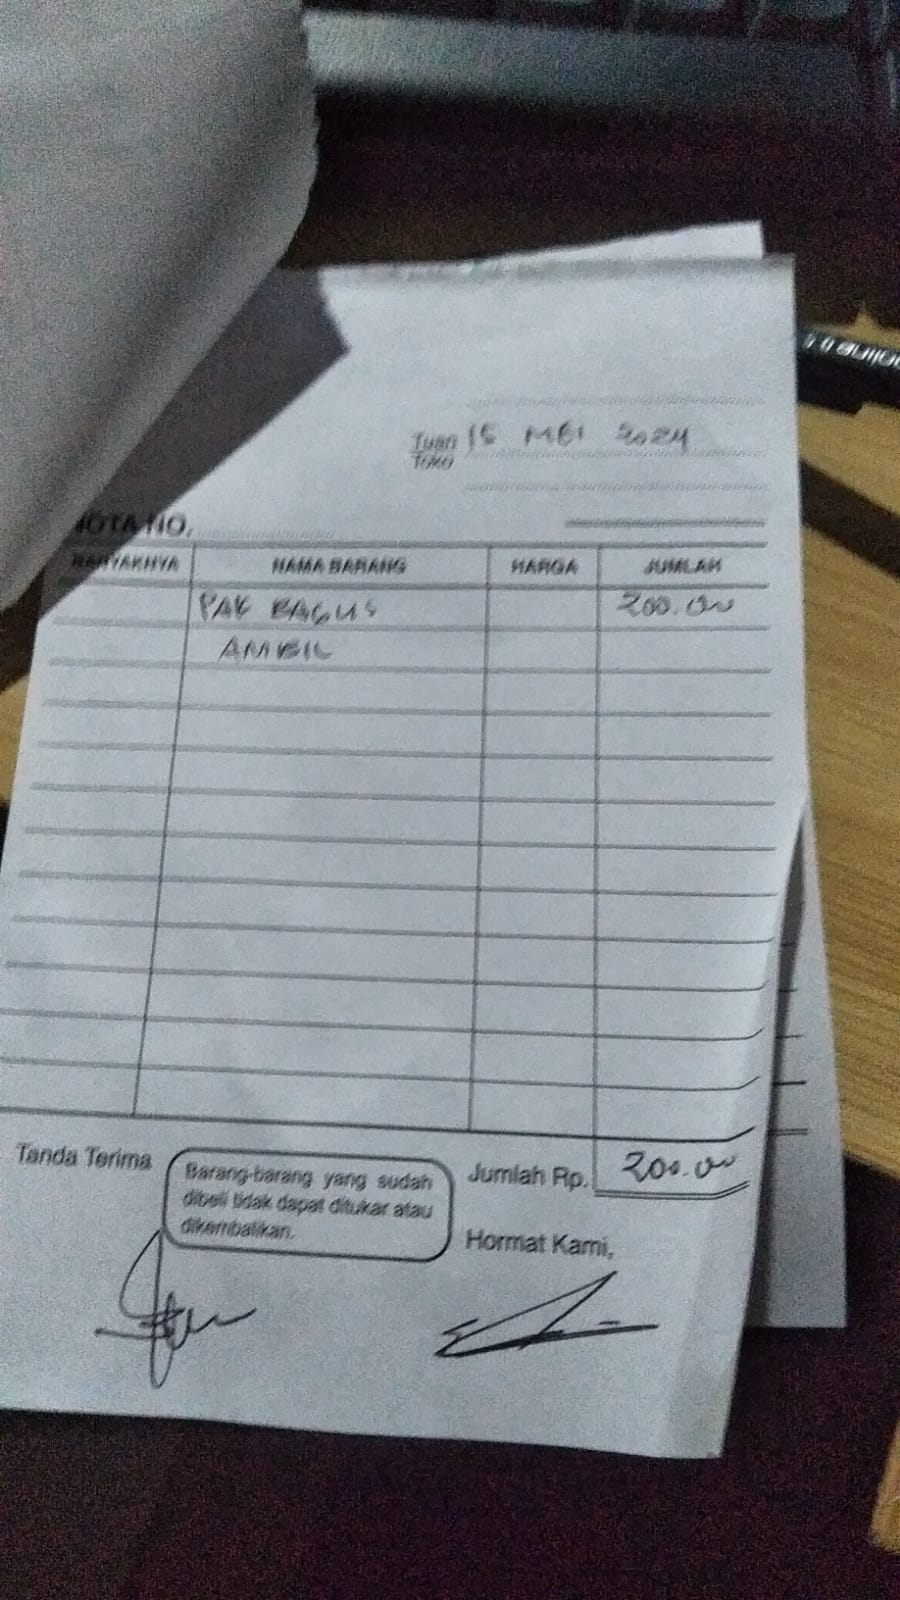 Tuan 15 MEI 2024
Toko
NOTA NO.
BANYAKNYA NAMA BARANG HARGA JUMLAH
PAK BAGUS 200.00
AMBIL
Tanda Terima
Barang-barang yang sudah
dibeli tidak dapat ditukar atau
dikembalikan.
Jumlah Rp. 200.00
Hormat Kami,